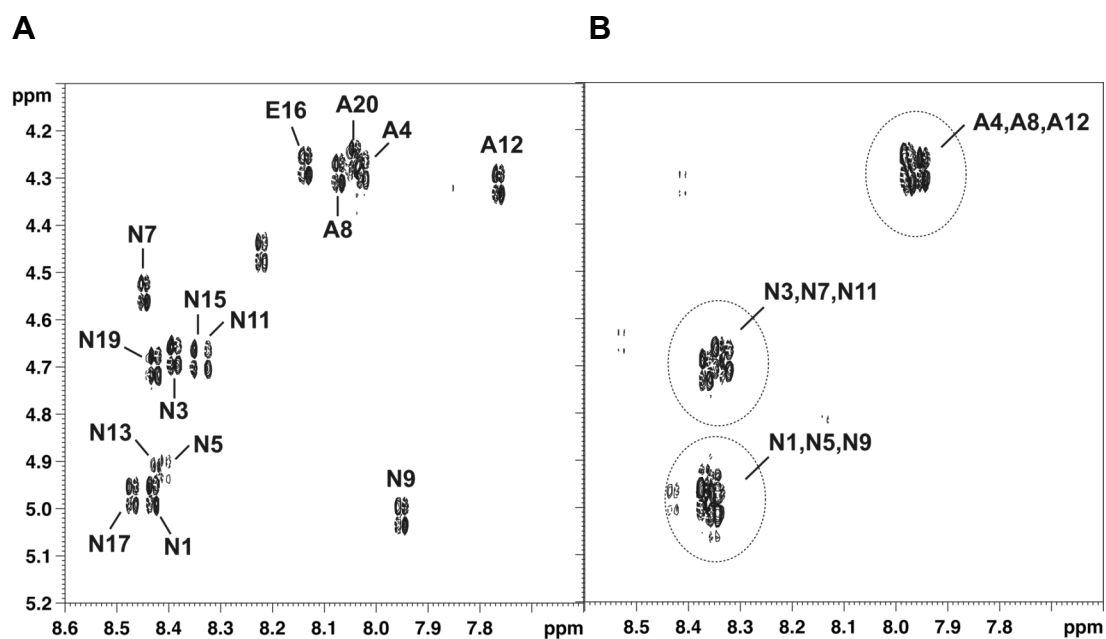 A
B
ppm
4.2
4.3
4.4
4.5
4.6
4.7
4.8
4.9
5.0
5.1
5.2
8.6
8.5
8.4
8.3
8.2
8.1
8.0
7.9
7.8
ppm
E16
A20
A4
A12
A8
N7
N15
N11
N19
N3
N13
N5
N9
N17
N1
A4,A8,A12
N3,N7,N11
N1,N5,N9
8.5
8.4
8.3
8.2
8.1
8.0
7.9
7.8
ppm